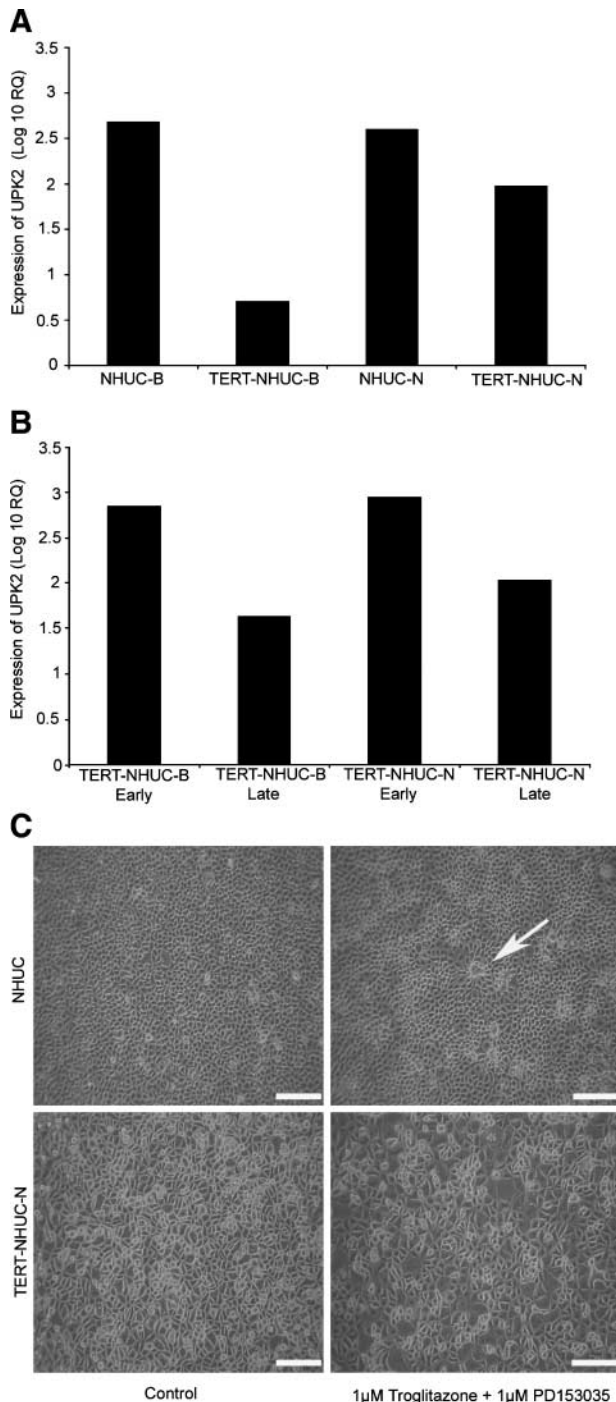 A
Expression of UPK2 (Log 10 RQ)
3.5
3
2.5
2
1.5
1
0.5
0
NHUC-B
TERT-NHUC-B
NHUC-N
TERT-NHUC-N
B
Expression of UPK2 (Log 10 RQ)
3.5
3
2.5
2
1.5
1
0.5
0
TERT-NHUC-B
Early
TERT-NHUC-B
Late
TERT-NHUC-N
Early
TERT-NHUC-N
Late
C
NHUC
TERT-NHUC-N
Control
1µM Troglitazone + 1µM PD153035